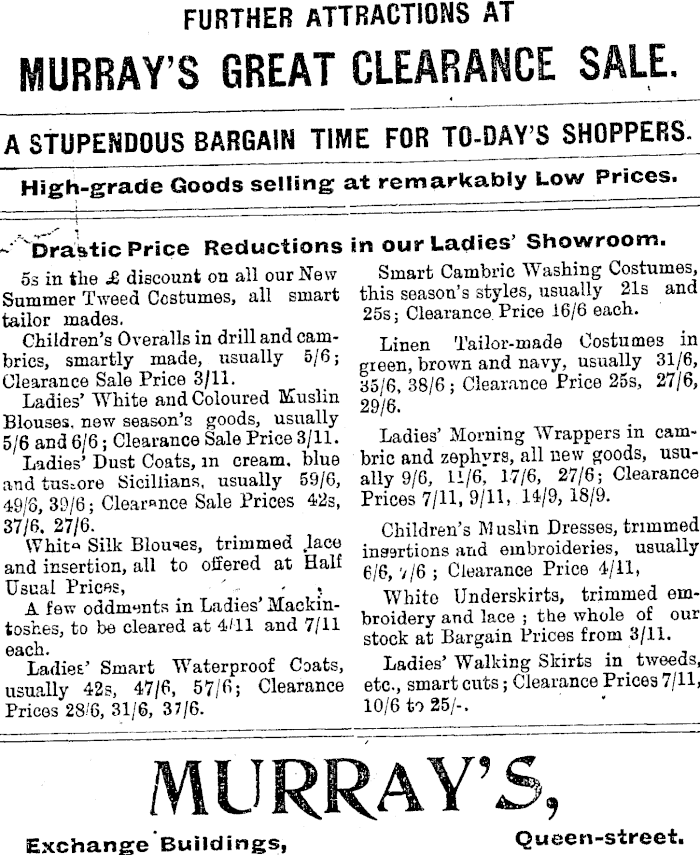 FURTHER ATTRACTIONS AT
MURRAY'S GREAT CLEARANCE SALE.
A STUPENDOUS BARGAIN TIME FOR TO-DAY'S SHOPPERS.
High-grade Goods selling at remarkably Low Prices.
Drastic Price Reductions in our Ladies' Showroom.
5s in the £ discount on all our New
Summer Tweed Costumes, all smart
tailor mades.
Children's Overalls in drill and cam-
brics, smartly made, usually 5/6;
Clearance Sale Price 3/11.
Ladies' White and Coloured Muslin
Blouses, new season's goods, usually
5/6 and 6/6; Clearance Sale Price 3/11.
Ladies' Dust Coats, in cream, blue
and tussore Sicilians, usually 59/6,
49/6, 39/6; Clearance Sale Prices 42s,
37/6, 27/6.
White Silk Blouses, trimmed lace
and insertion, all to offered at Half
Usual Prices,
A few oddments in Ladies' Mackin-
toshes, to be cleared at 4/11 and 7/11
each.
Ladies' Smart Waterproof Coats,
usually 42s, 47/6, 57/6; Clearance
Prices 28/6, 31/6, 37/6.
Smart Cambric Washing Costumes,
this season's styles, usually 21s and
25s; Clearance Price 16/6 each.
Linen Tailor-made Costumes in
green, brown and navy, usually 31/6,
35/6, 38/6; Clearance Price 25s, 27/6,
29/6.
Ladies' Morning Wrappers in cam-
bric and zephyrs, all new goods, usu-
ally 9/6, 11/6, 17/6, 27/6; Clearance
Prices 7/11, 9/11, 14/9, 18/9.
Children's Muslin Dresses, trimmed
insertions and embroideries, usually
6/6, 7/6; Clearance Price 4/11,
White Underskirts, trimmed em-
broidery and lace; the whole of our
stock at Bargain Prices from 3/11.
Ladies' Walking Skirts in tweeds,
etc., smart cuts; Clearance Prices 7/11,
10/6 to 25/-.
MURRAY'S,
Exchange Buildings, Queen-street.